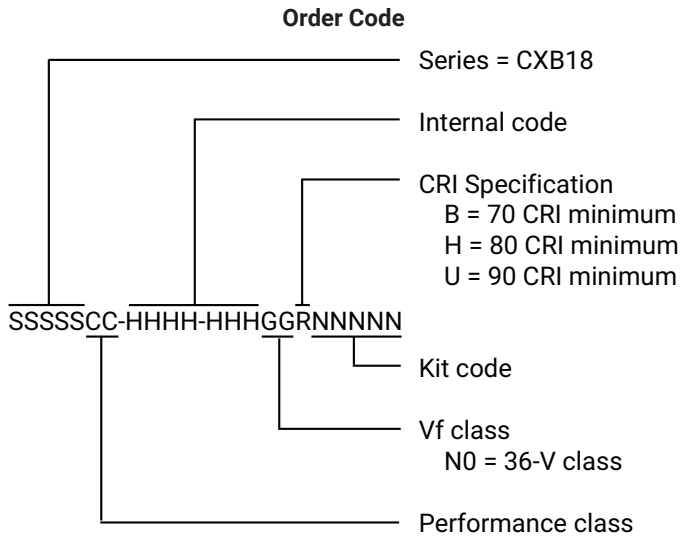 Order Code
Series = CXB18
Internal code
CRI Specification
B = 70 CRI minimum
H = 80 CRI minimum
U = 90 CRI minimum
SSSSSCC-HHHH-HHHGGRNNNNN
Kit code
Vf class
N0 = 36-V class
Performance class